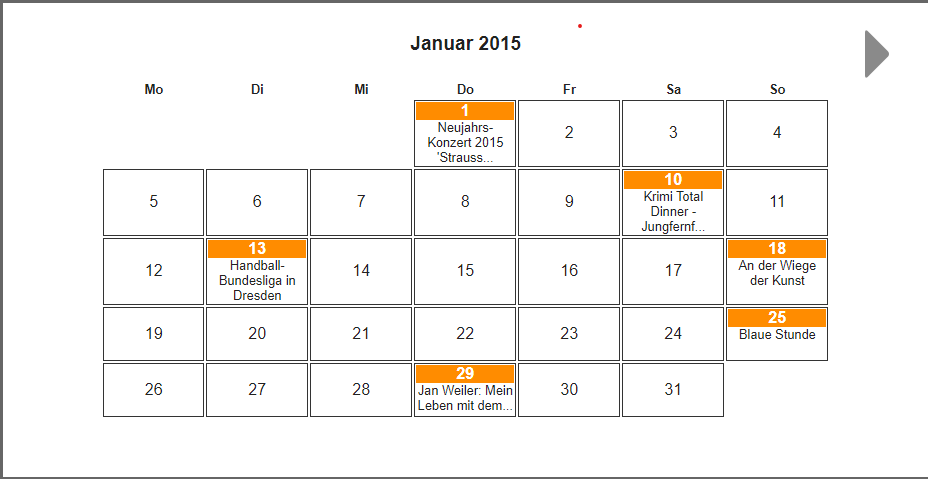 Januar 2015
Mo Di Mi Do Fr Sa So
1
Neujahrs-
Konzert 2015
'Strauss...
2
3
4
5
6
7
8
9
10
Krimi Total
Dinner -
Jungfernf...
11
12
13
Handball-
Bundesliga in
Dresden
14
15
16
17
18
An der Wiege
der Kunst
19
20
21
22
23
24
25
Blaue Stunde
26
27
28
29
Jan Weiler: Mein
Leben mit dem...
30
31